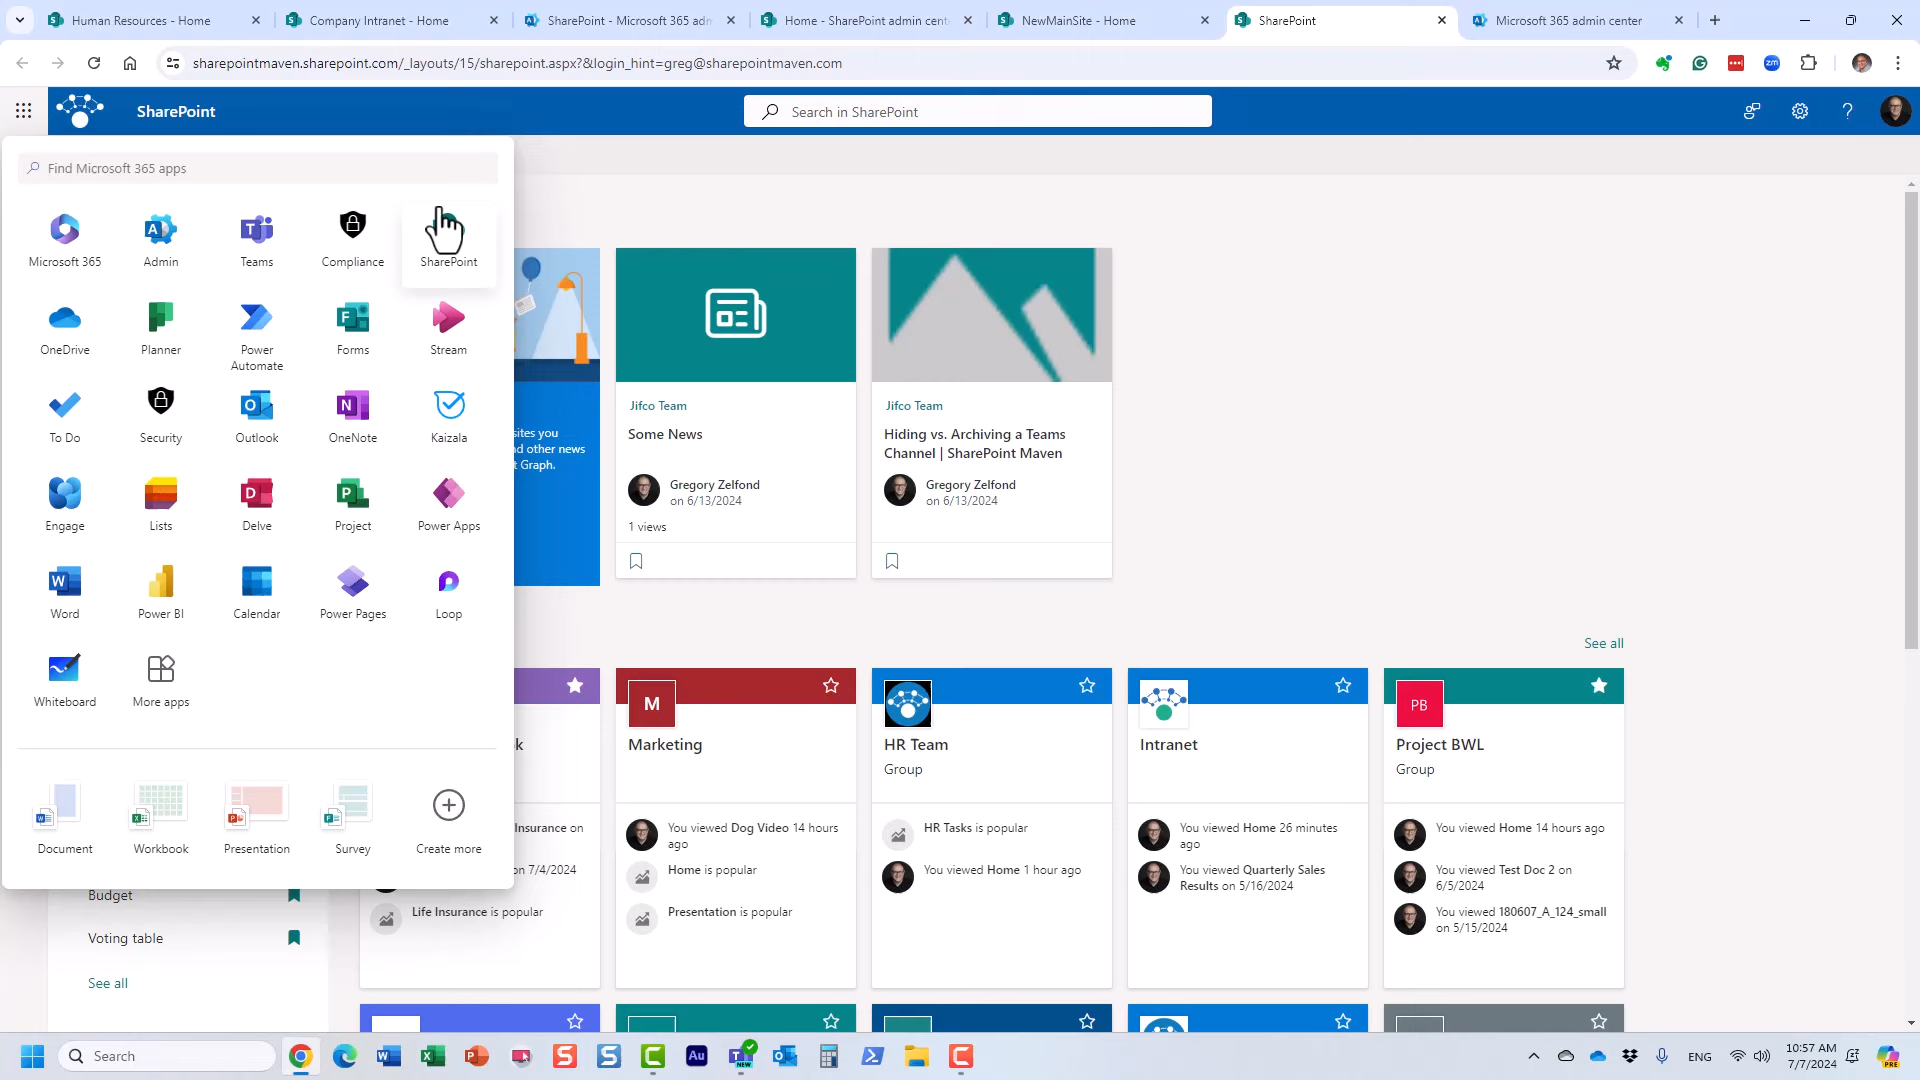 Human Resources - Home
Company Intranet - Home
SharePoint - Microsoft 365 adm
Home - SharePoint admin cent
NewMainSite - Home
SharePoint
Microsoft 365 admin center
sharepointmaven.sharepoint.com/_layouts/15/sharepoint.aspx?&login_hint=greg@sharepointmaven.com
SharePoint
Search in SharePoint
Find Microsoft 365 apps
Microsoft 365
Admin
Teams
Compliance
SharePoint
OneDrive
Planner
Power
Automate
Forms
Stream
To Do
Security
Outlook
OneNote
Kaizala
Engage
Lists
Delve
Project
Power Apps
Word
Power BI
Calendar
Power Pages
Loop
Whiteboard
More apps
Document
Workbook
Presentation
Survey
Create more
Budget
Voting table
See all
sites you
nd other news
t Graph.
Jifco Team
Some News
Gregory Zelfond
on 6/13/2024
1 views
Jifco Team
Hiding vs. Archiving a Teams
Channel | SharePoint Maven
Gregory Zelfond
on 6/13/2024
See all
k
Insurance on
on 7/4/2024
Life Insurance is popular
M
Marketing
You viewed Dog Video 14 hours
ago
Home is popular
Presentation is popular
HR Team
Group
HR Tasks is popular
You viewed Home 1 hour ago
Intranet
You viewed Home 26 minutes
ago
You viewed Quarterly Sales
Results on 5/16/2024
PB
Project BWL
Group
You viewed Home 14 hours ago
You viewed Test Doc 2 on
6/5/2024
You viewed 180607_A_124_small
on 5/15/2024
Search
ENG
10:57 AM
7/7/2024